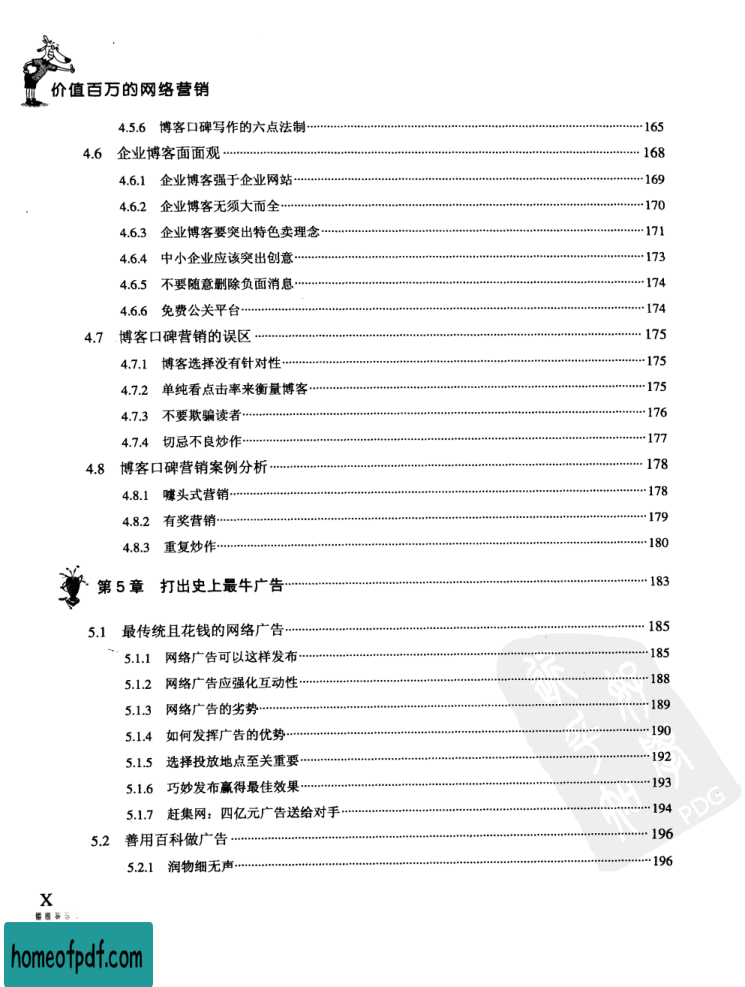 价值百万的网络营销
4.5.6 博客口碑写作的六点法制 165
4.6 企业博客面面观 168
4.6.1 企业博客强于企业网站 169
4.6.2 企业博客无须大而全 170
4.6.3 企业博客要突出特色卖理念 171
4.6.4 中小企业应该突出创意 173
4.6.5 不要随意删除负面消息 174
4.6.6 免费公关平台 174
4.7 博客口碑营销的误区 175
4.7.1 博客选择没有针对性 175
4.7.2 单纯看点击率来衡量博客 175
4.7.3 不要欺骗读者 176
4.7.4 切忌不良炒作 177
4.8 博客口碑营销案例分析 178
4.8.1 噱头式营销 178
4.8.2 有奖营销 179
4.8.3 重复炒作 180
第5章 打出史上最牛广告 183
5.1 最传统且花钱的网络广告 185
5.1.1 网络广告可以这样发布 185
5.1.2 网络广告应强化互动性 188
5.1.3 网络广告的劣势 189
5.1.4 如何发挥广告的优势 190
5.1.5 选择投放地点至关重要 192
5.1.6 巧妙发布赢得最佳效果 193
5.1.7 赶集网：四亿元广告送给对手 194
5.2 善用百科做广告 196
5.2.1 润物细无声 196
PDG
X
homeofpdf.com